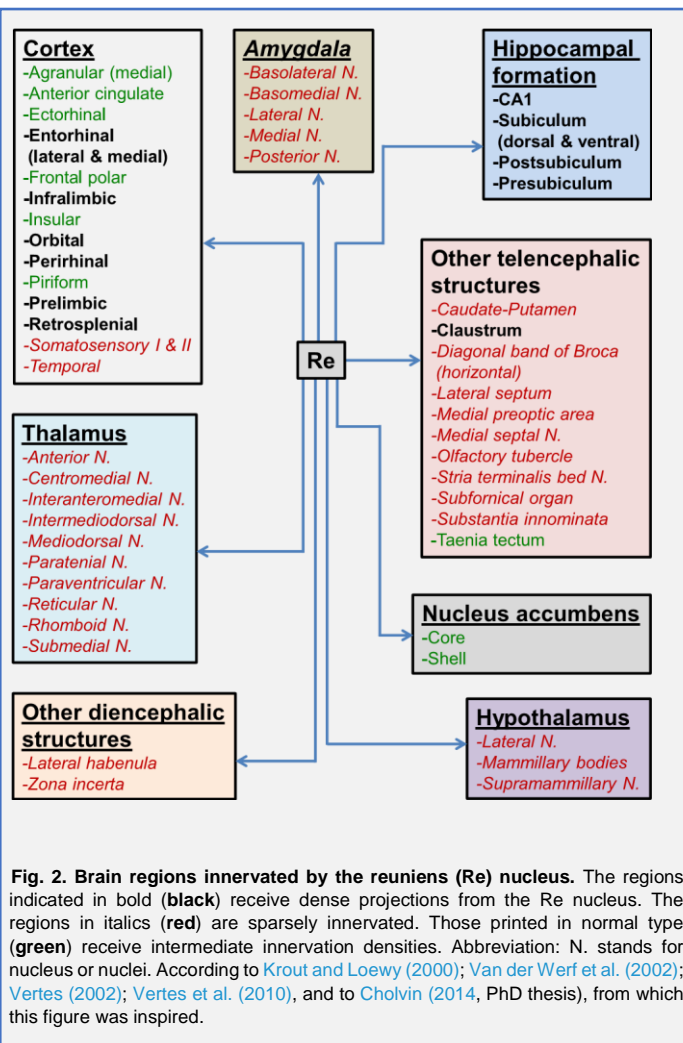 Cortex
-Agranular (medial)
-Anterior cingulate
-Ectorhinal
-Entorhinal
(lateral & medial)
-Frontal polar
-Infralimbic
-Insular
-Orbital
-Perirhinal
-Piriform
-Prelimbic
-Retrosplenial
-Somatosensory I & II
-Temporal
Amygdala
-Basolateral N.
-Basomedial N.
-Lateral N.
-Medial N.
-Posterior N.
Hippocampal
formation
-CA1
-Subiculum
(dorsal & ventral)
-Postsubiculum
-Presubiculum
Other telencephalic
structures
-Caudate-Putamen
-Claustrum
-Diagonal band of Broca
(horizontal)
-Lateral septum
-Medial preoptic area
-Medial septal N.
-Olfactory tubercle
-Stria terminalis bed N.
-Subfornical organ
-Substantia innominata
-Taenia tectum
Re
Thalamus
-Anterior N.
-Centromedial N.
-Interanteromedial N.
-Intermediodorsal N.
-Mediodorsal N.
-Paratenial N.
-Paraventricular N.
-Reticular N.
-Rhomboid N.
-Submedial N.
Nucleus accumbens
-Core
-Shell
Other diencephalic
structures
-Lateral habenula
-Zona incerta
Hypothalamus
-Lateral N.
-Mammillary bodies
-Supramammillary N.
Fig. 2. Brain regions innervated by the reuniens (Re) nucleus. The regions
indicated in bold (black) receive dense projections from the Re nucleus. The
regions in italics (red) are sparsely innervated. Those printed in normal type
(green) receive intermediate innervation densities. Abbreviation: N. stands for
nucleus or nuclei. According to Krout and Loewy (2000); Van der Werf et al. (2002);
Vertes (2002); Vertes et al. (2010), and to Cholvin (2014, PhD thesis), from which
this figure was inspired.